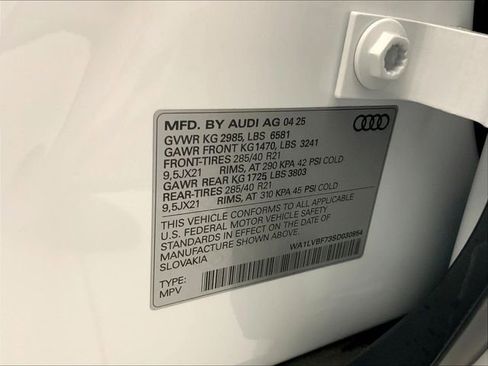 MFD. BY AUDI AG 04 25
GVWR KG 2985, LBS 6581
GAWR FRONT KG1470, LBS 3241
FRONT-TIRES 285/40 R21
9,5JX21 RIMS, AT 290 KPA 42 PSI COLD
GAWR REAR KG1725 LBS 3803
REAR-TIRES 285/40 R21
9,5JX21 RIMS, AT 310 KPA 45 PSI COLD
THIS VEHICLE CONFORMS TO ALL APPLICABLE
U.S. FEDERAL MOTOR VEHICLE SAFETY
STANDARDS IN EFFECT ON THE DATE OF
MANUFACTURE SHOWN ABOVE.
SLOVAKIA
WA1LVBF73SD030854
TYPE:
MPV